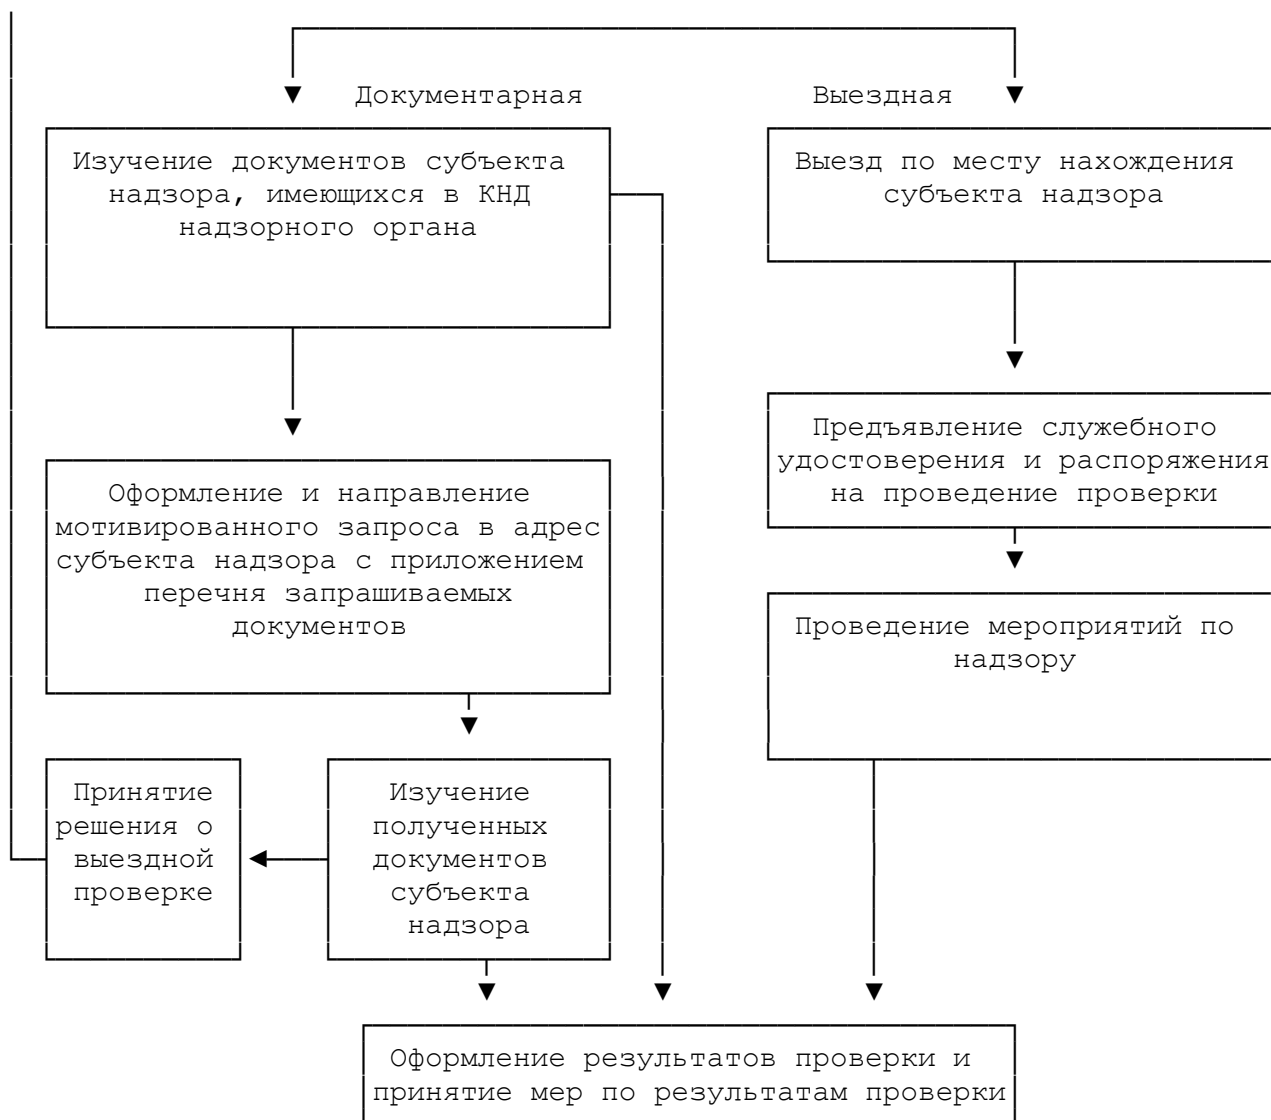 Документарная
Выездная
Изучение документов субъекта
надзора, имеющихся в КНД
надзорного органа
Выезд по месту нахождения
субъекта надзора
Предъявление служебного
удостоверения и распоряжения
на проведение проверки
Оформление и направление
мотивированного запроса в адрес
субъекта надзора с приложением
перечня запрашиваемых
документов
Проведение мероприятий по
надзору
Принятие
решения о
выездной
проверке
Изучение
полученных
документов
субъекта
надзора
Оформление результатов проверки и
принятие мер по результатам проверки